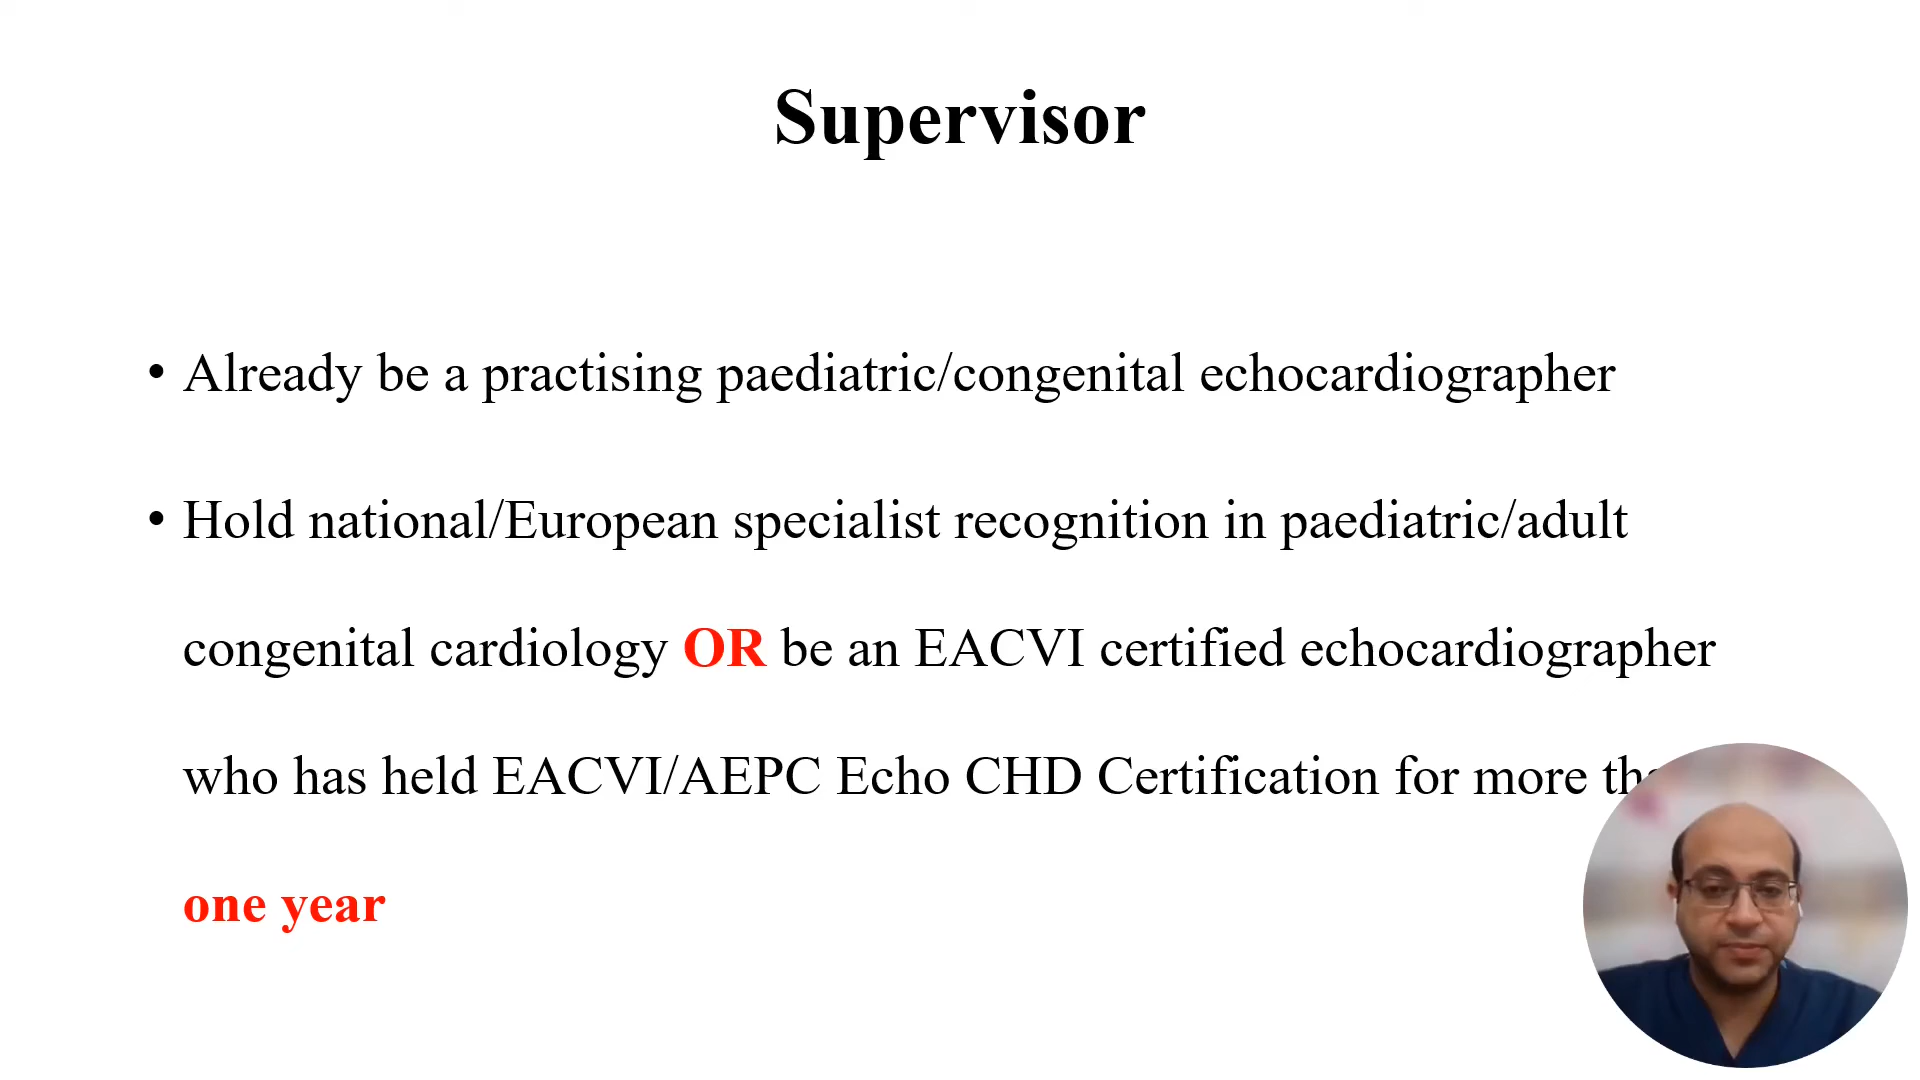 Supervisor
• Already be a practising paediatric/congenital echocardiographer
• Hold national/European specialist recognition in paediatric/adult
congenital cardiology OR be an EACVI certified echocardiographer
who has held EACVI/AEPC Echo CHD Certification for more
one year